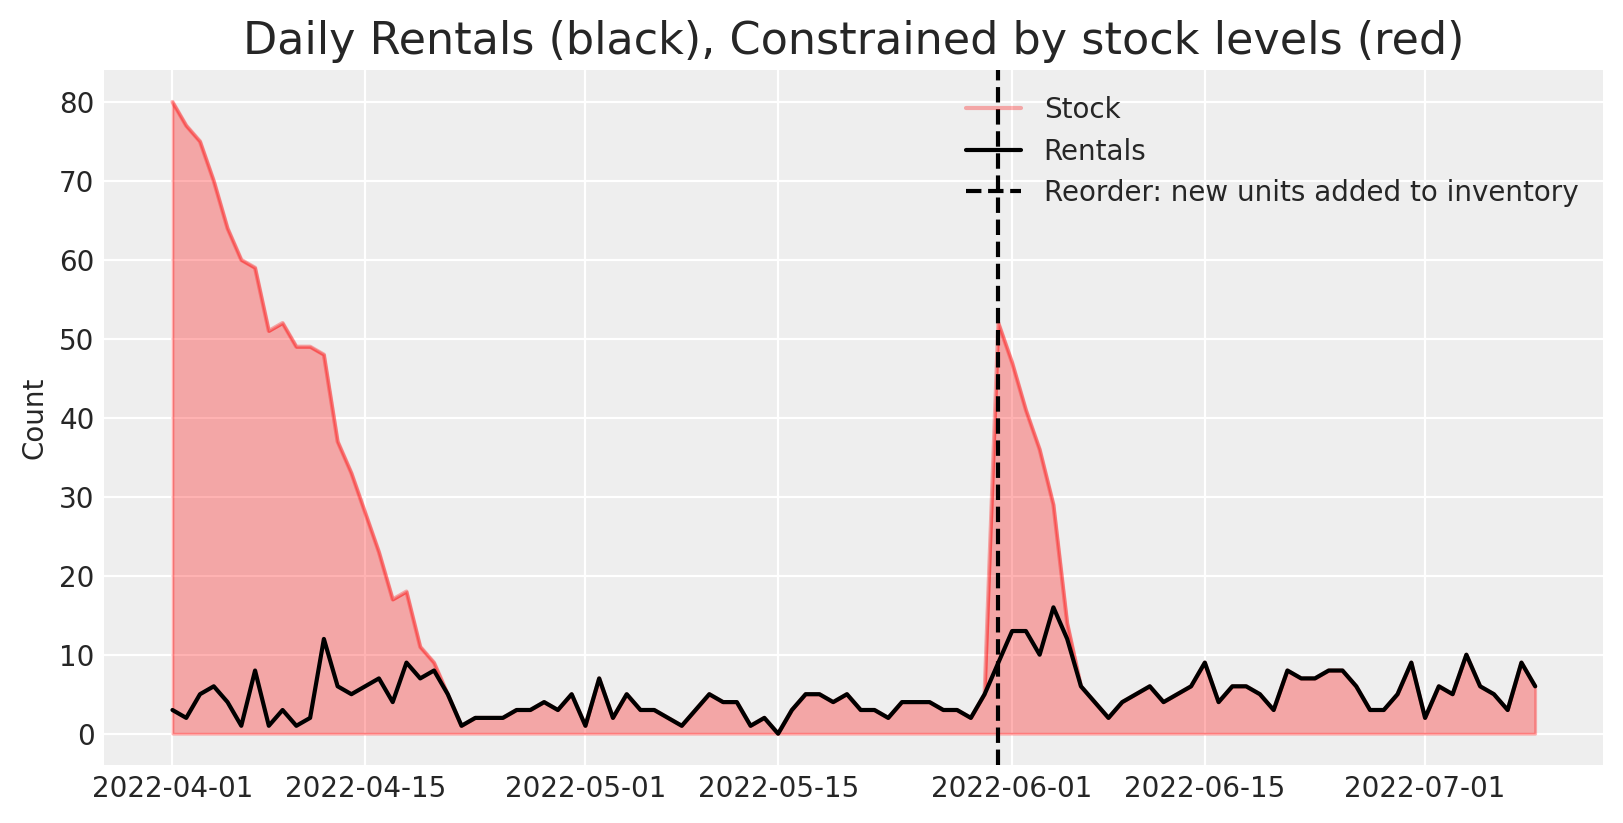 Daily Rentals (black), Constrained by stock levels (red)
Stock
Rentals
Reorder: new units added to inventory
Count
80
70
60
50
40
30
20
10
0
2022-04-01 2022-04-15 2022-05-01 2022-05-15 2022-06-01 2022-06-15 2022-07-01